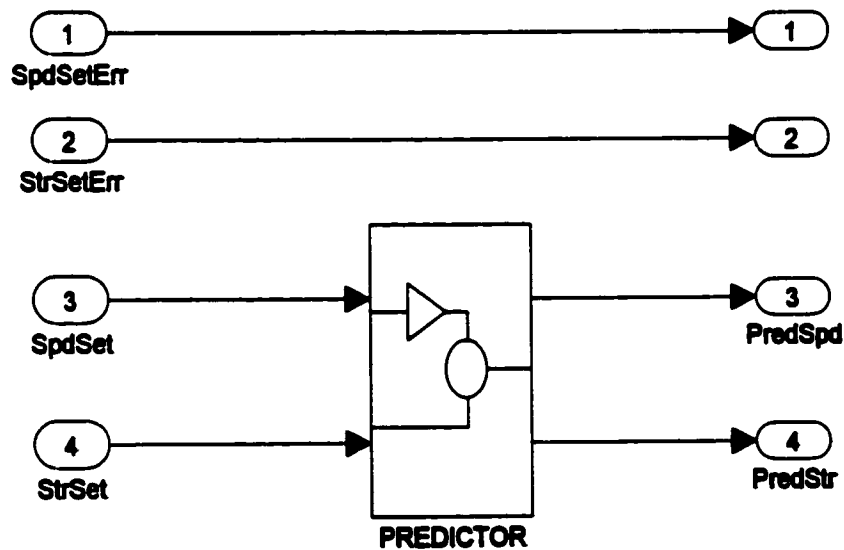 1 1
SpdSetErr
2 2
StrSetErr
3 3
SpdSet PredSpd
4 4
StrSet PredStr
PREDICTOR